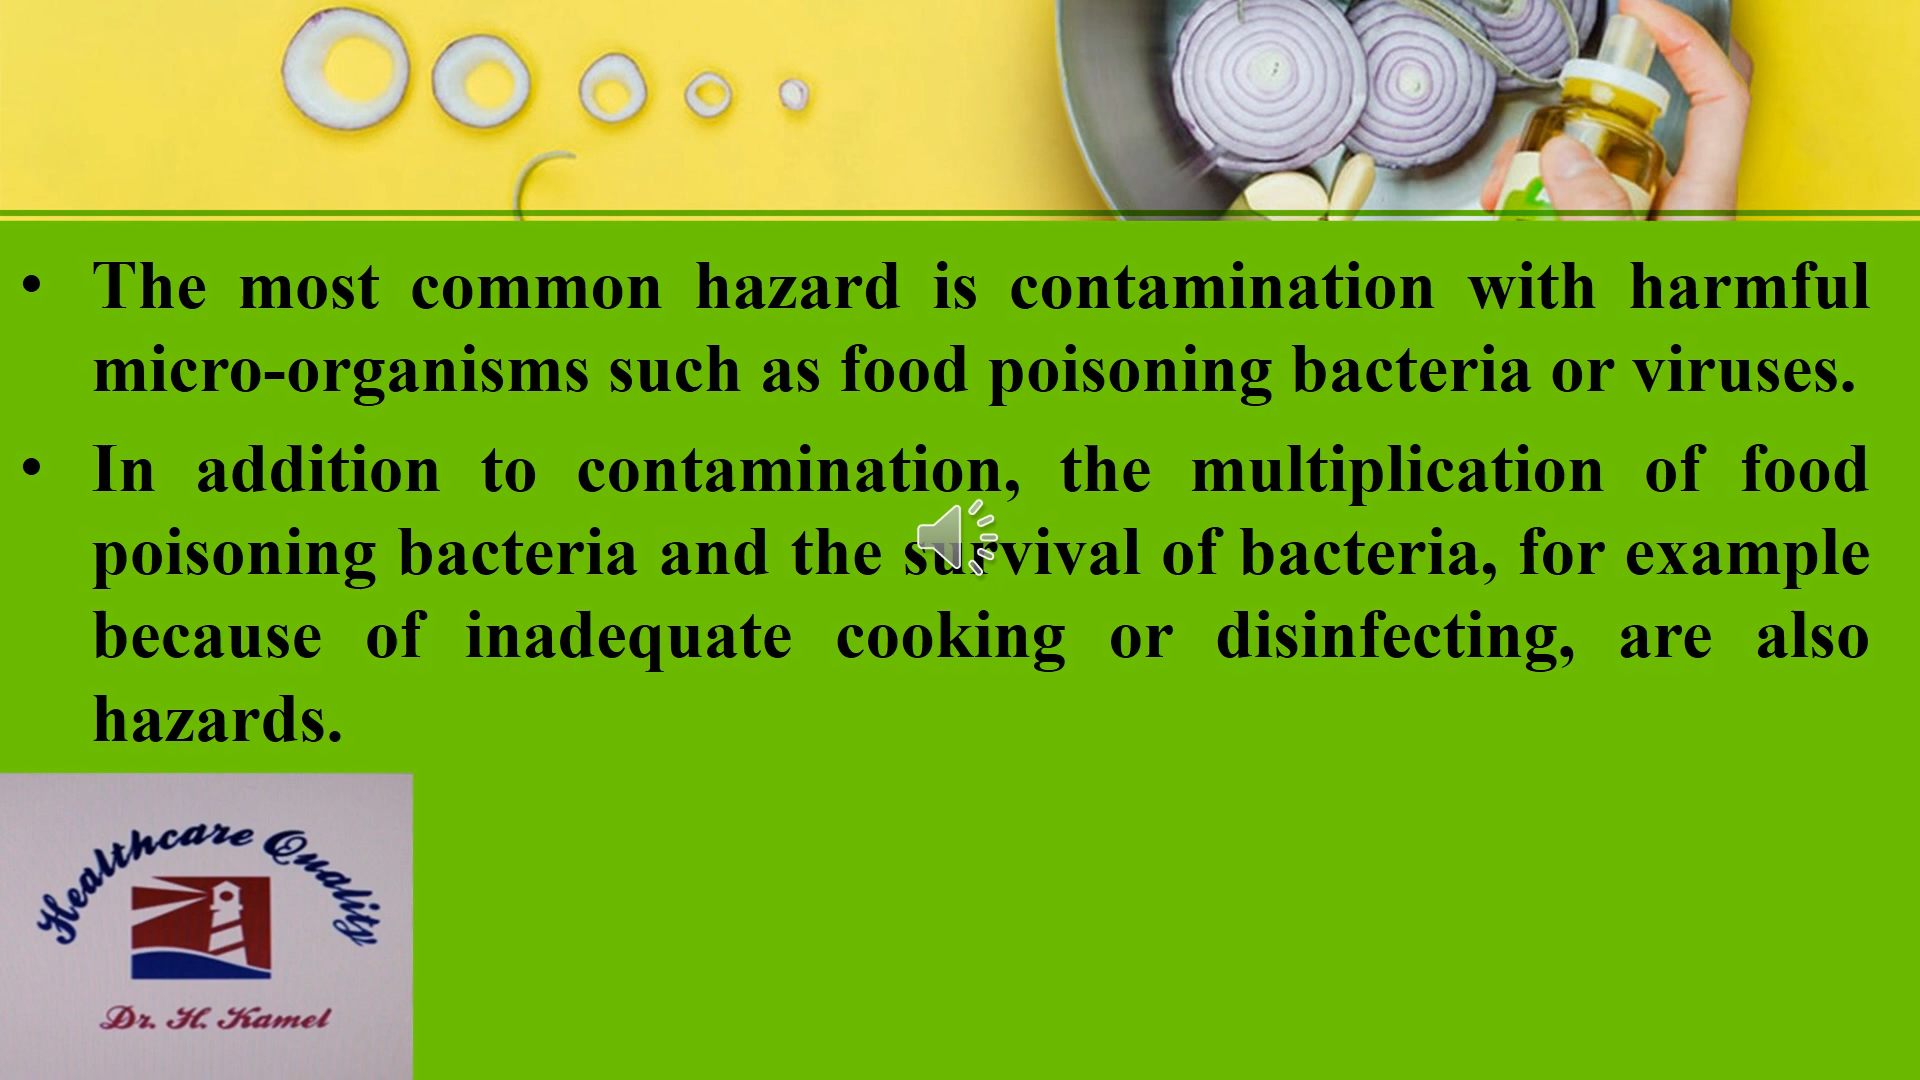 • The most common hazard is contamination with harmful
micro-organisms such as food poisoning bacteria or viruses.
• In addition to contamination, the multiplication of food
poisoning bacteria and the survival of bacteria, for example
because of inadequate cooking or disinfecting, are also
hazards.
Healthcare Quality
Dr. H. Kamel